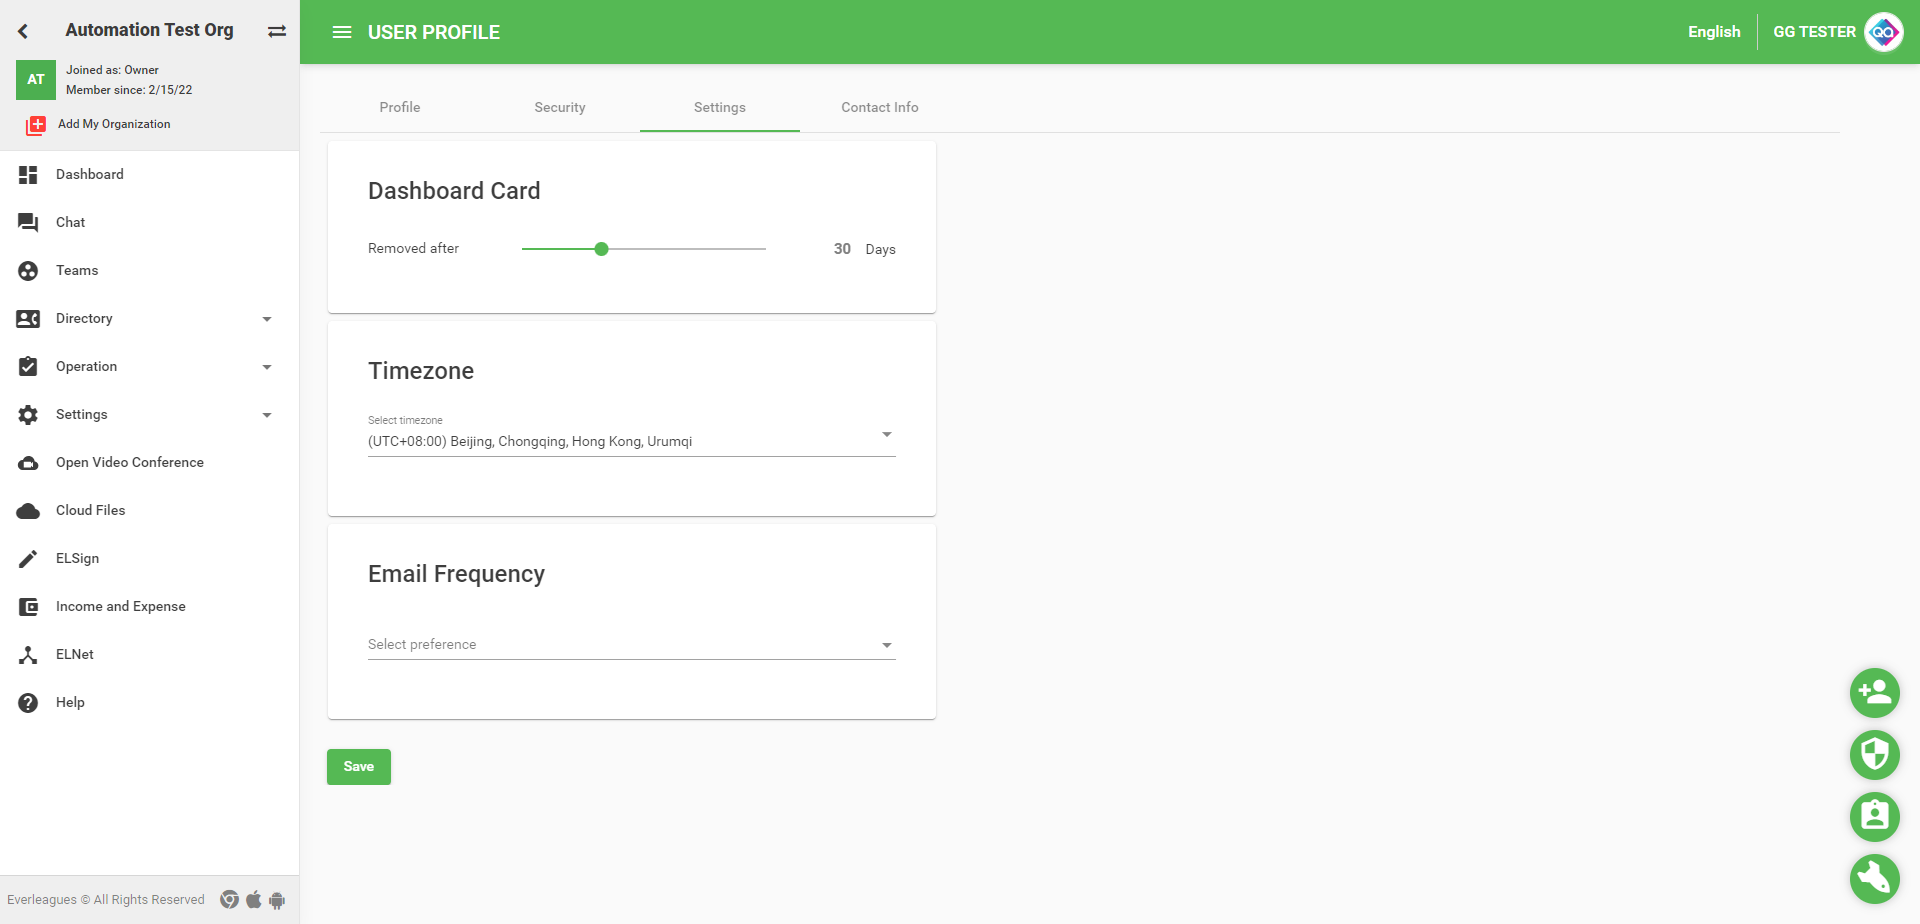 Automation Test Org
AT
Joined as: Owner
Member since: 2/15/22
Add My Organization
Dashboard
Chat
Teams
Directory
Operation
Settings
Open Video Conference
Cloud Files
ELSign
Income and Expense
ELNet
Help
Everleagues © All Rights Reserved
USER PROFILE
English
GG TESTER
QA
Profile
Security
Settings
Contact Info
Dashboard Card
Removed after
30 Days
Timezone
Select timezone
(UTC+08:00) Beijing, Chongqing, Hong Kong, Urumqi
Email Frequency
Select preference
Save